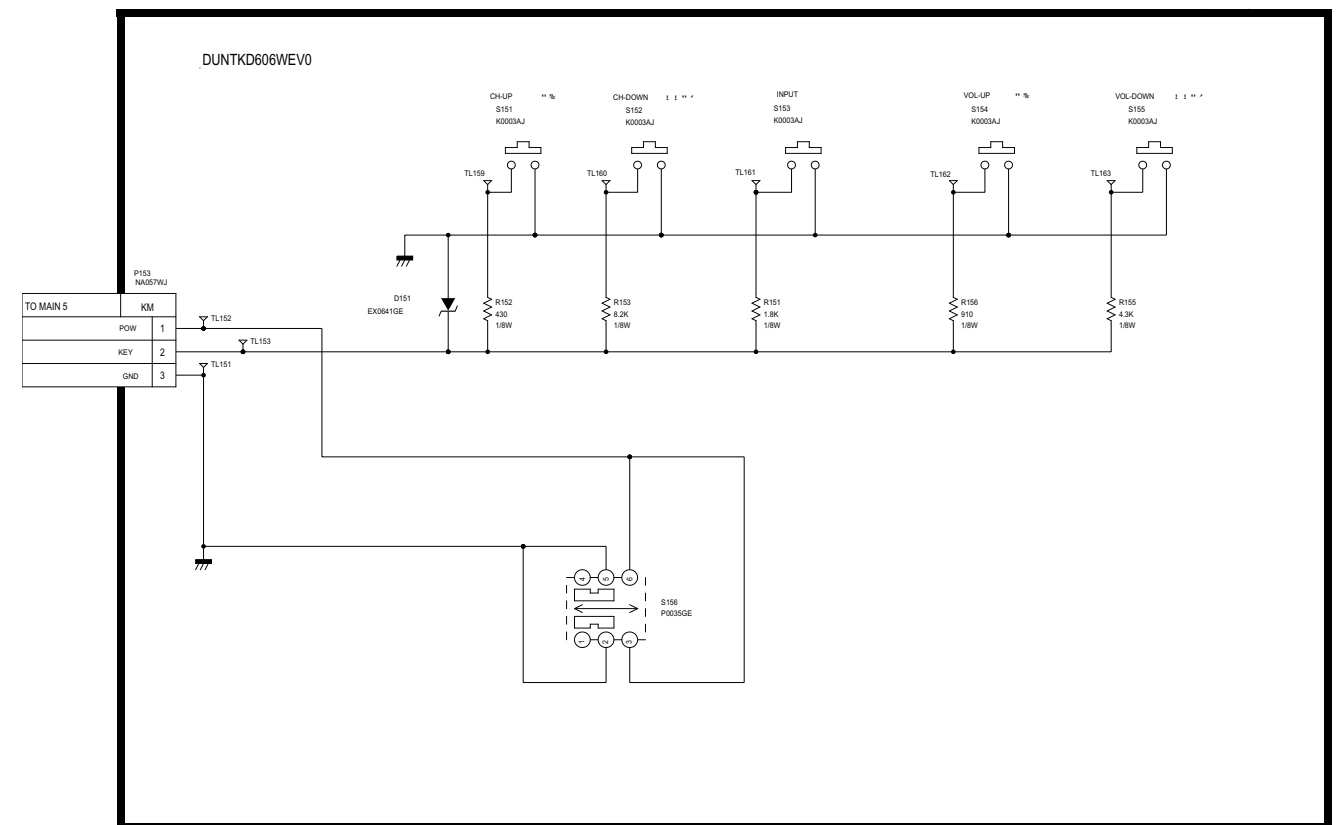 DUNTKD606WEV0
CH-UP
S151
K0003AJ
CH-DOWN
S152
K0003AJ
INPUT
S153
K0003AJ
VOL-UP
S154
K0003AJ
VOL-DOWN
S155
K0003AJ
TL159
TL160
TL161
TL162
TL163
P153
NA057WJ
TO MAIN 5
KM
POW
1
KEY
2
GND
3
TL152
TL153
TL151
D151
EX0641GE
R152
430
1/8W
R153
8.2K
1/8W
R151
1.8K
1/8W
R156
910
1/8W
R155
4.3K
1/8W
4
5
6
S156
P0035GE
1
2
3